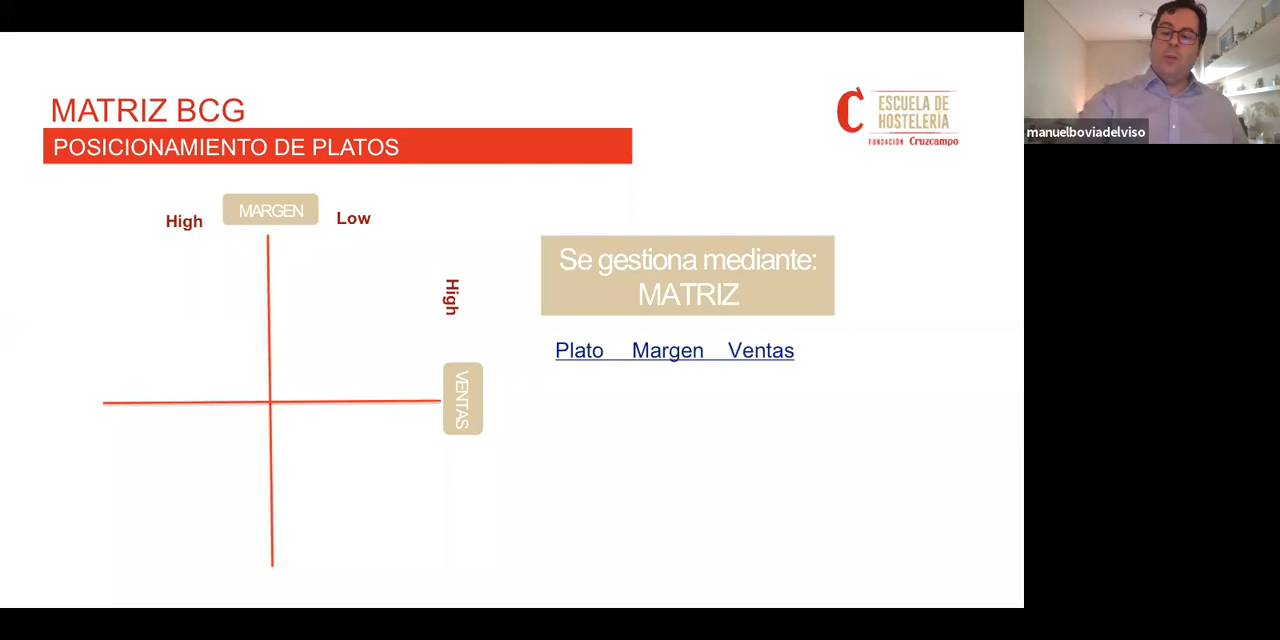 MATRIZ BCG
POSICIONAMIENTO DE PLATOS
C ESCUELA DE
HOSTELERÍA
FUNDACIÓN Cruzcampo
manuelboviadelviso
High
MARGEN
Low
High
VENTAS
Se gestiona mediante:
MATRIZ
Plato Margen Ventas